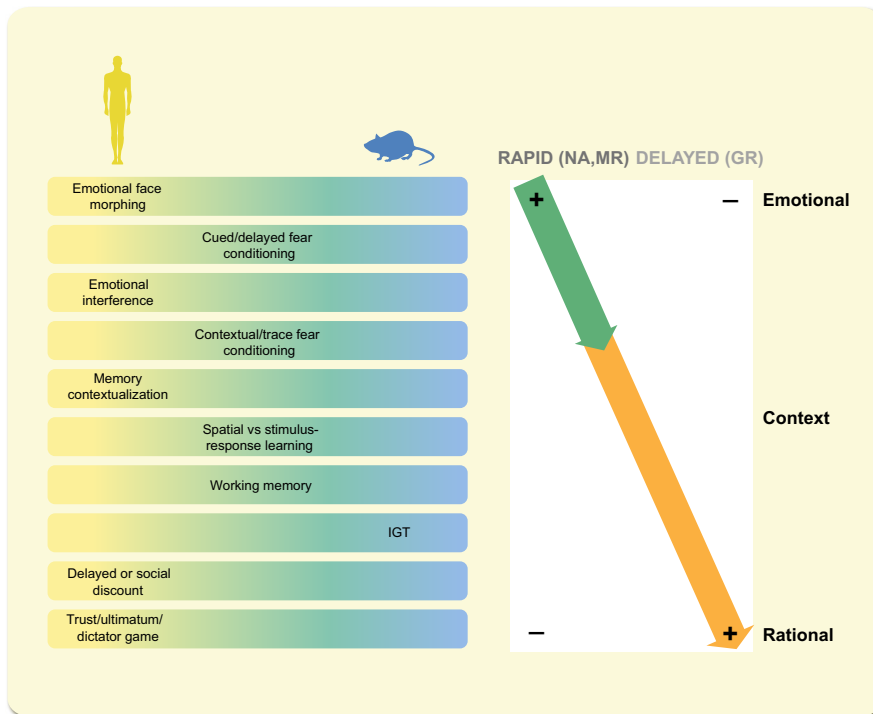 RAPID (NA,MR) DELAYED (GR)
Emotional face
morphing
+
–
Emotional
Cued/delayed fear
conditioning
Emotional
interference
Contextual/trace fear
conditioning
Memory
contextualization
Context
Spatial vs stimulus-
response learning
Working memory
IGT
Delayed or social
discount
Trust/ultimatum/
dictator game
–
+
Rational